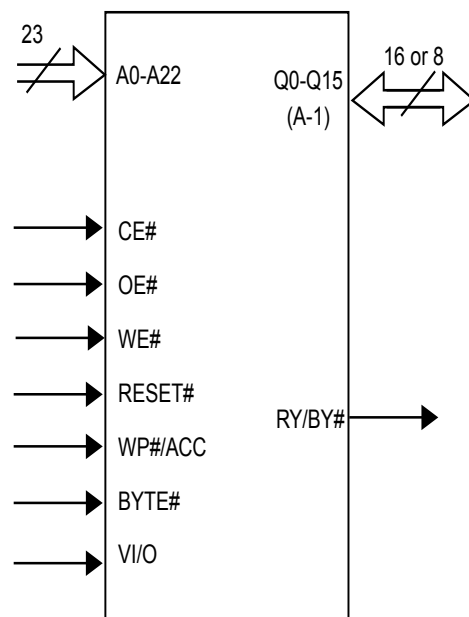 23
A0-A22
16 or 8
Q0-Q15
(A-1)
CE#
OE#
WE#
RESET#
RY/BY#
WP#/ACC
BYTE#
VI/O